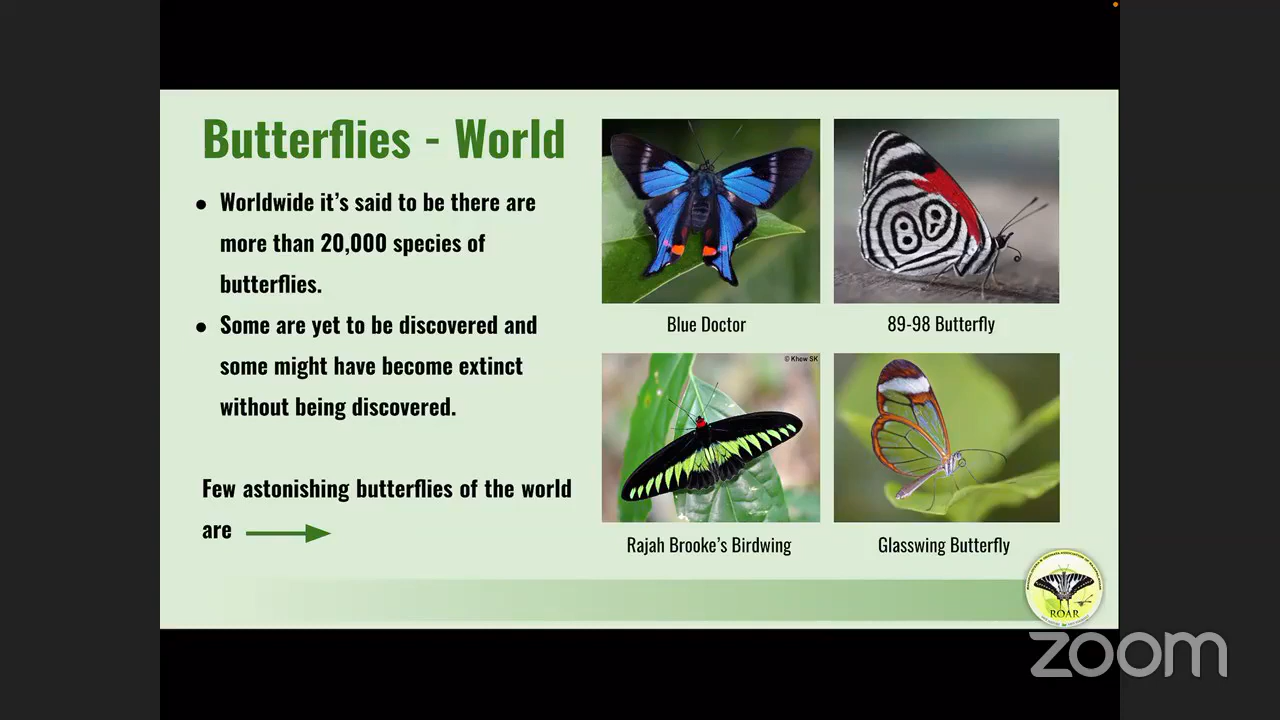 Butterflies - World
● Worldwide it's said to be there are
more than 20,000 species of
butterflies.
● Some are yet to be discovered and
some might have become extinct
without being discovered.
Few astonishing butterflies of the world
are
Blue Doctor
89-98 Butterfly
© Khew SK
Rajah Brooke's Birdwing
Glasswing Butterfly
ROAR
zoom